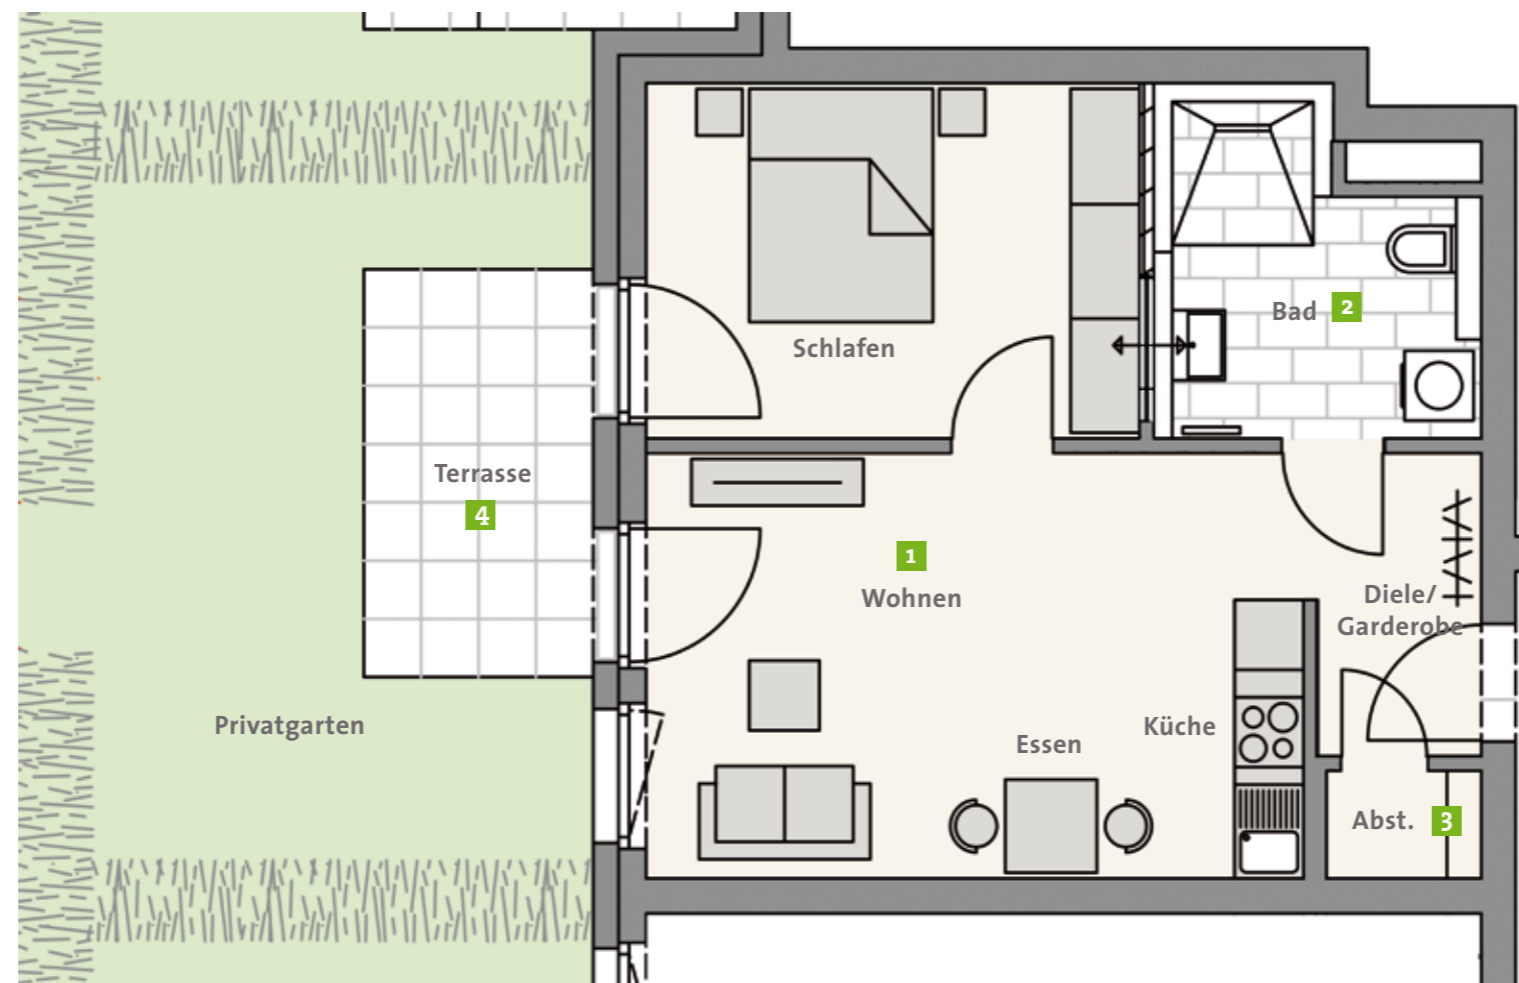 Schlafen
Bad 2
Terrasse
4
1
Wohnen
Diele/
Garderobe
Privatgarten
Küche
Essen
Abst. 3